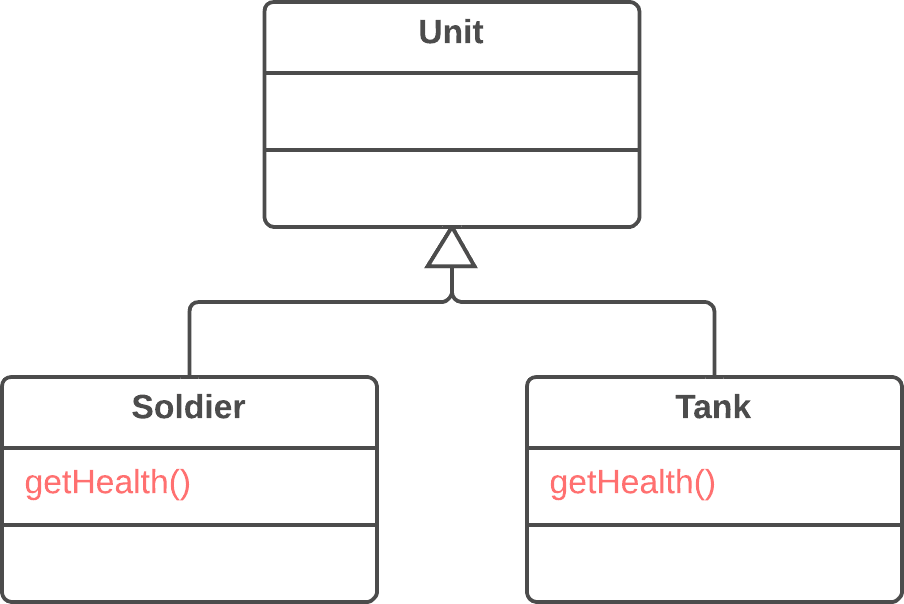 Unit
Soldier
getHealth()
Tank
getHealth()